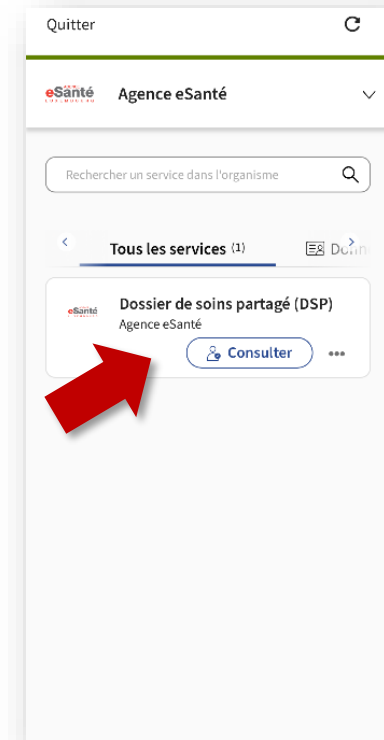 Quitter
eSanté
LUXEMBOURG
Agence eSanté
Rechercher un service dans l'organisme
Tous les services (1)
eSanté
Dossier de soins partagé (DSP)
Agence eSanté
Consulter